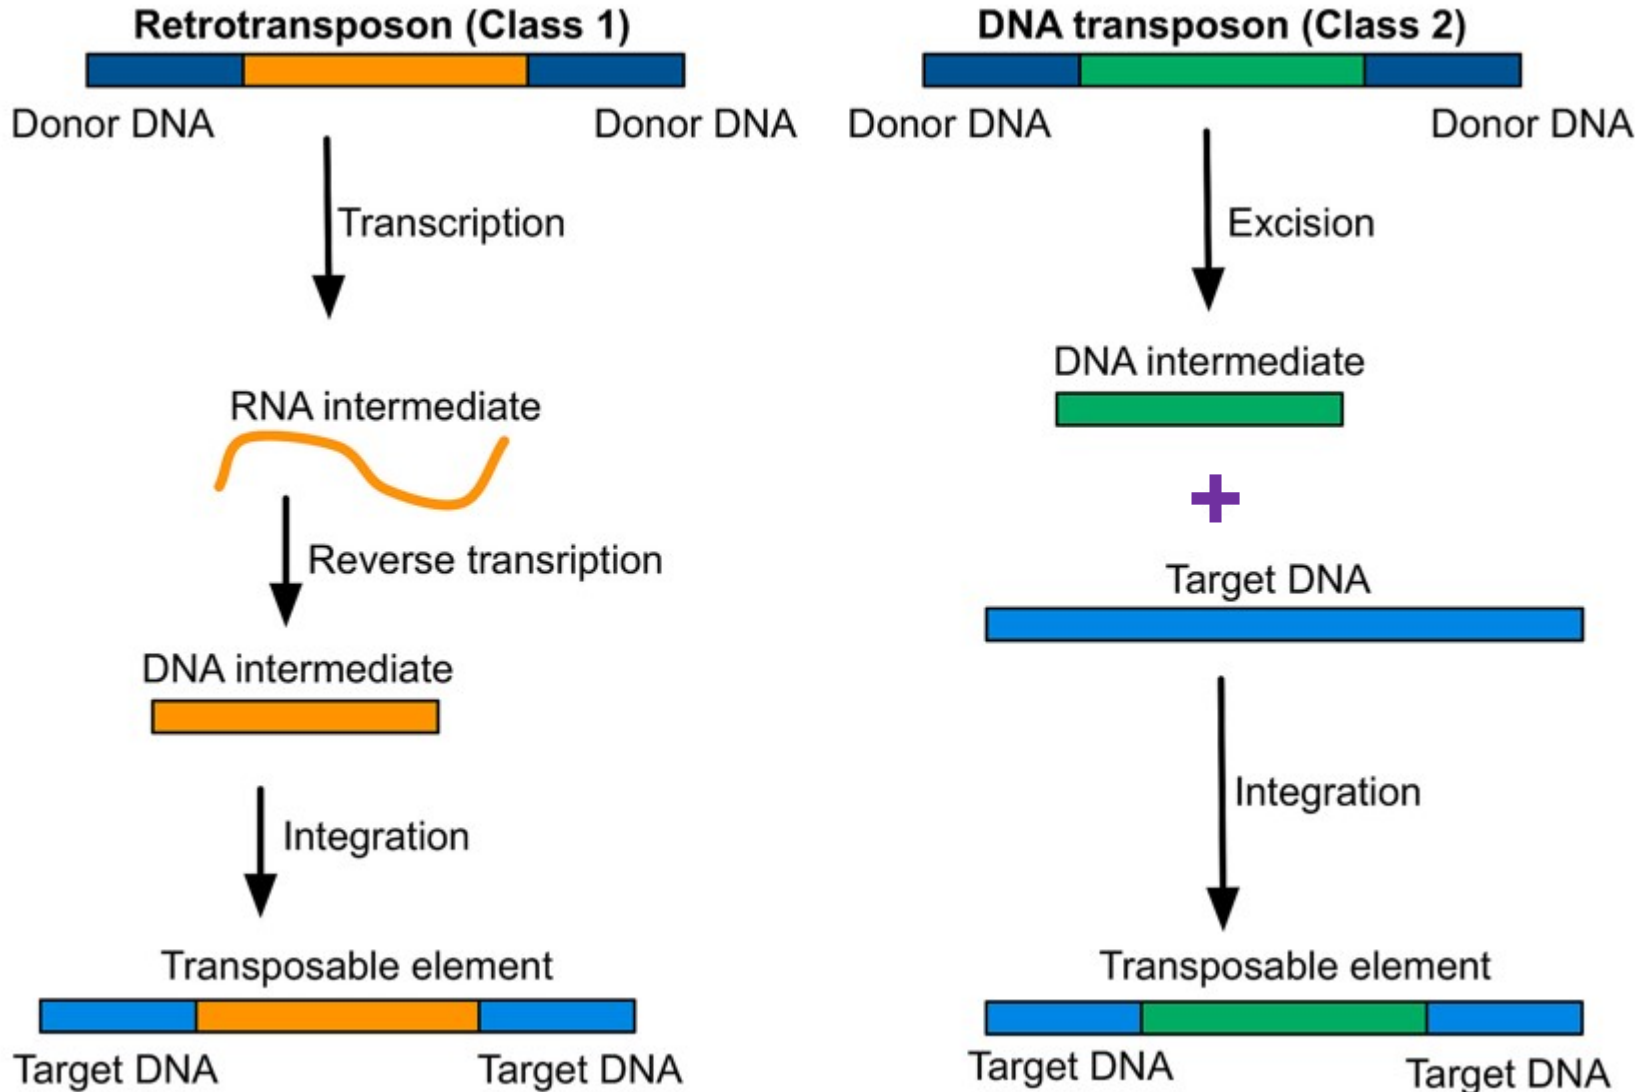 Retrotransposon (Class 1)
Donor DNA
Donor DNA
Transcription
RNA intermediate
Reverse transription
DNA intermediate
Integration
Transposable element
Target DNA
Target DNA
DNA transposon (Class 2)
Donor DNA
Donor DNA
Excision
DNA intermediate
+
Target DNA
Integration
Transposable element
Target DNA
Target DNA